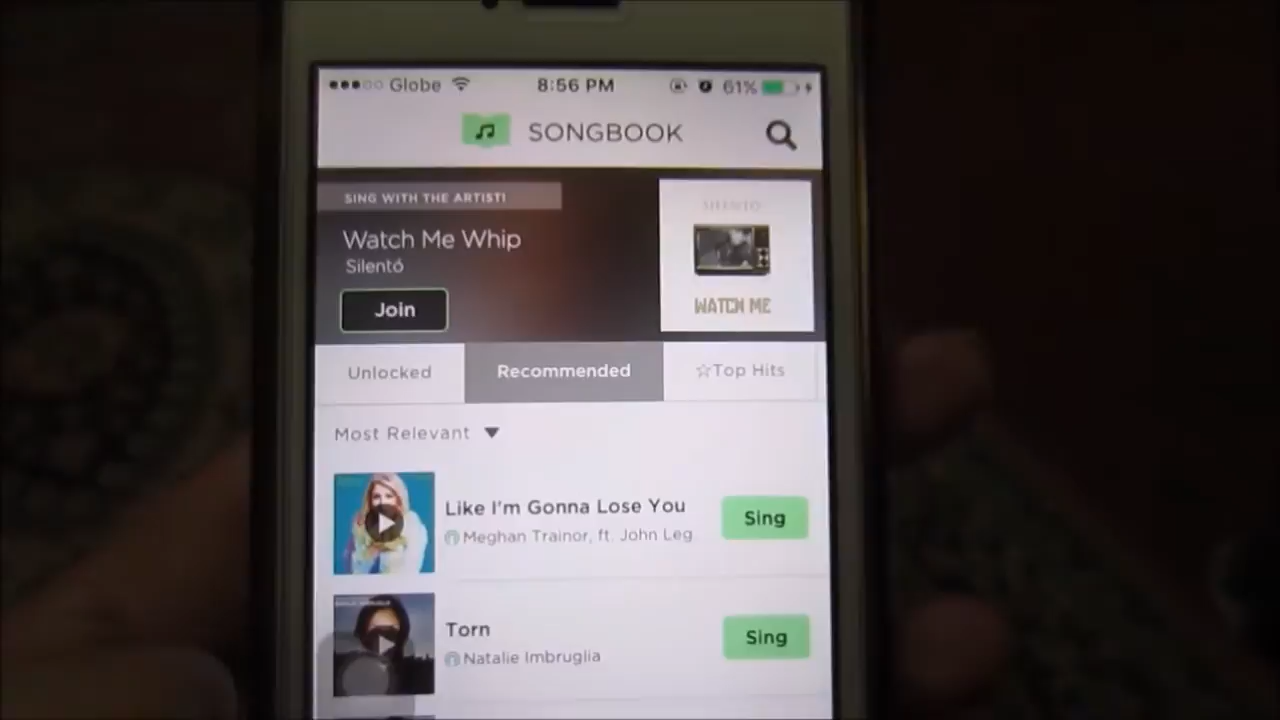 Globe 8:56 PM 61%
SONGBOOK
SING WITH THE ARTIST!
Watch Me Whip
Silentó
Join
SILENTÓ
WATCH ME
Unlocked Recommended ☆Top Hits
Most Relevant ▼
Like I'm Gonna Lose You
Meghan Trainor, ft. John Leg
Sing
Torn
Natalie Imbruglia
Sing